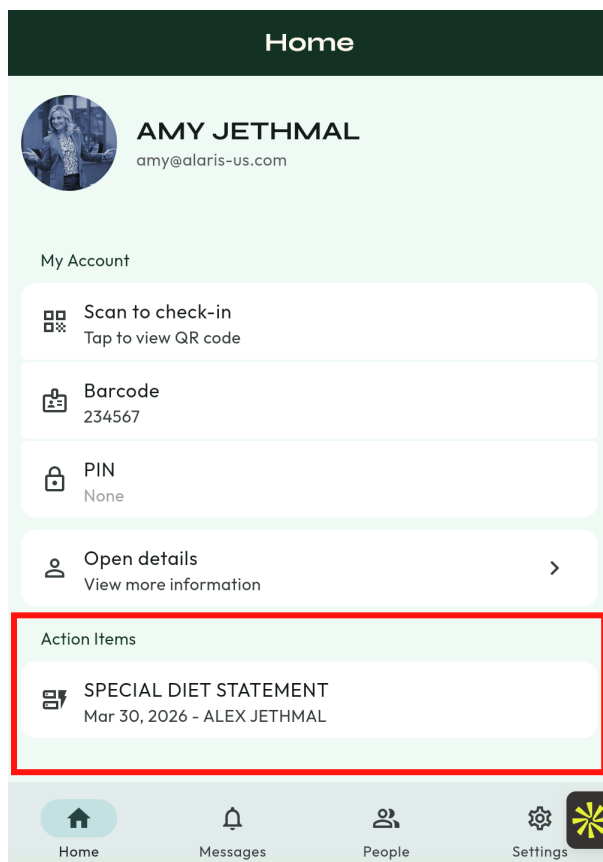 Home
AMY JETHMAL
amy@alaris-us.com
My Account
Scan to check-in
Tap to view QR code
Barcode
234567
PIN
None
Open details
View more information
Action Items
SPECIAL DIET STATEMENT
Mar 30, 2026 - ALEX JETHMAL
Home
Messages
People
Settings